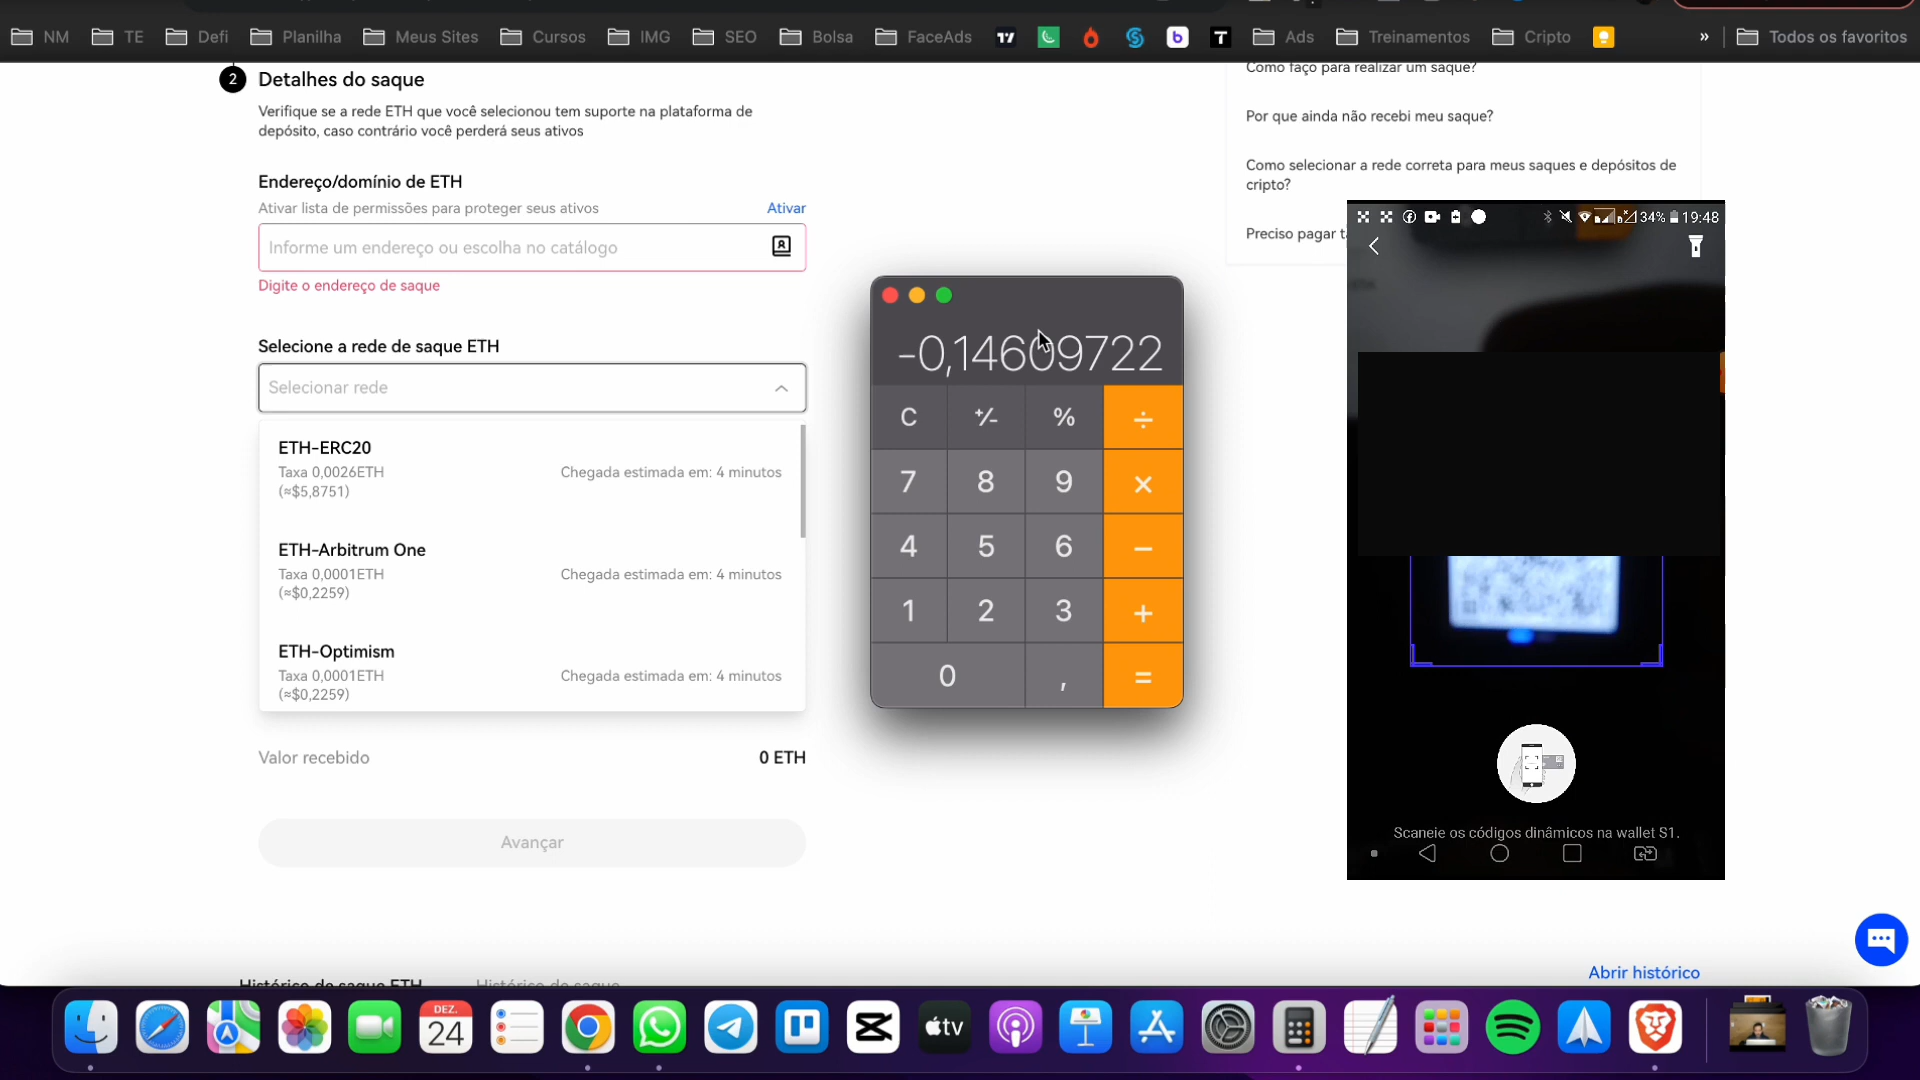 NM
TE
Defi
Planilha
Meus Sites
Cursos
IMG
SEO
Bolsa
FaceAds
Ads
Treinamentos
Cripto
»
Todos os favoritos
2
Detalhes do saque
Verifique se a rede ETH que você selecionou tem suporte na plataforma de
depósito, caso contrário você perderá seus ativos
Endereço/domínio de ETH
Ativar lista de permissões para proteger seus ativos
Ativar
Informe um endereço ou escolha no catálogo
Digite o endereço de saque
Selecione a rede de saque ETH
Selecionar rede
ETH-ERC20
Taxa 0,0026ETH
(≈$5,8751)
Chegada estimada em: 4 minutos
ETH-Arbitrum One
Taxa 0,0001ETH
(≈$0,2259)
Chegada estimada em: 4 minutos
ETH-Optimism
Taxa 0,0001ETH
(≈$0,2259)
Chegada estimada em: 4 minutos
Valor recebido
0 ETH
Avançar
Histórico de saque ETH
Histórico de saque
Abrir histórico
Como faço para realizar um saque?
Por que ainda não recebi meu saque?
Como selecionar a rede correta para meus saques e depósitos de
cripto?
Preciso pagar
-0,14609722
C
+/-
%
÷
7
8
9
×
4
5
6
−
1
2
3
+
0
,
=
34%
19:48
Scaneie os códigos dinâmicos na wallet S1.
DEZ.
24
tv